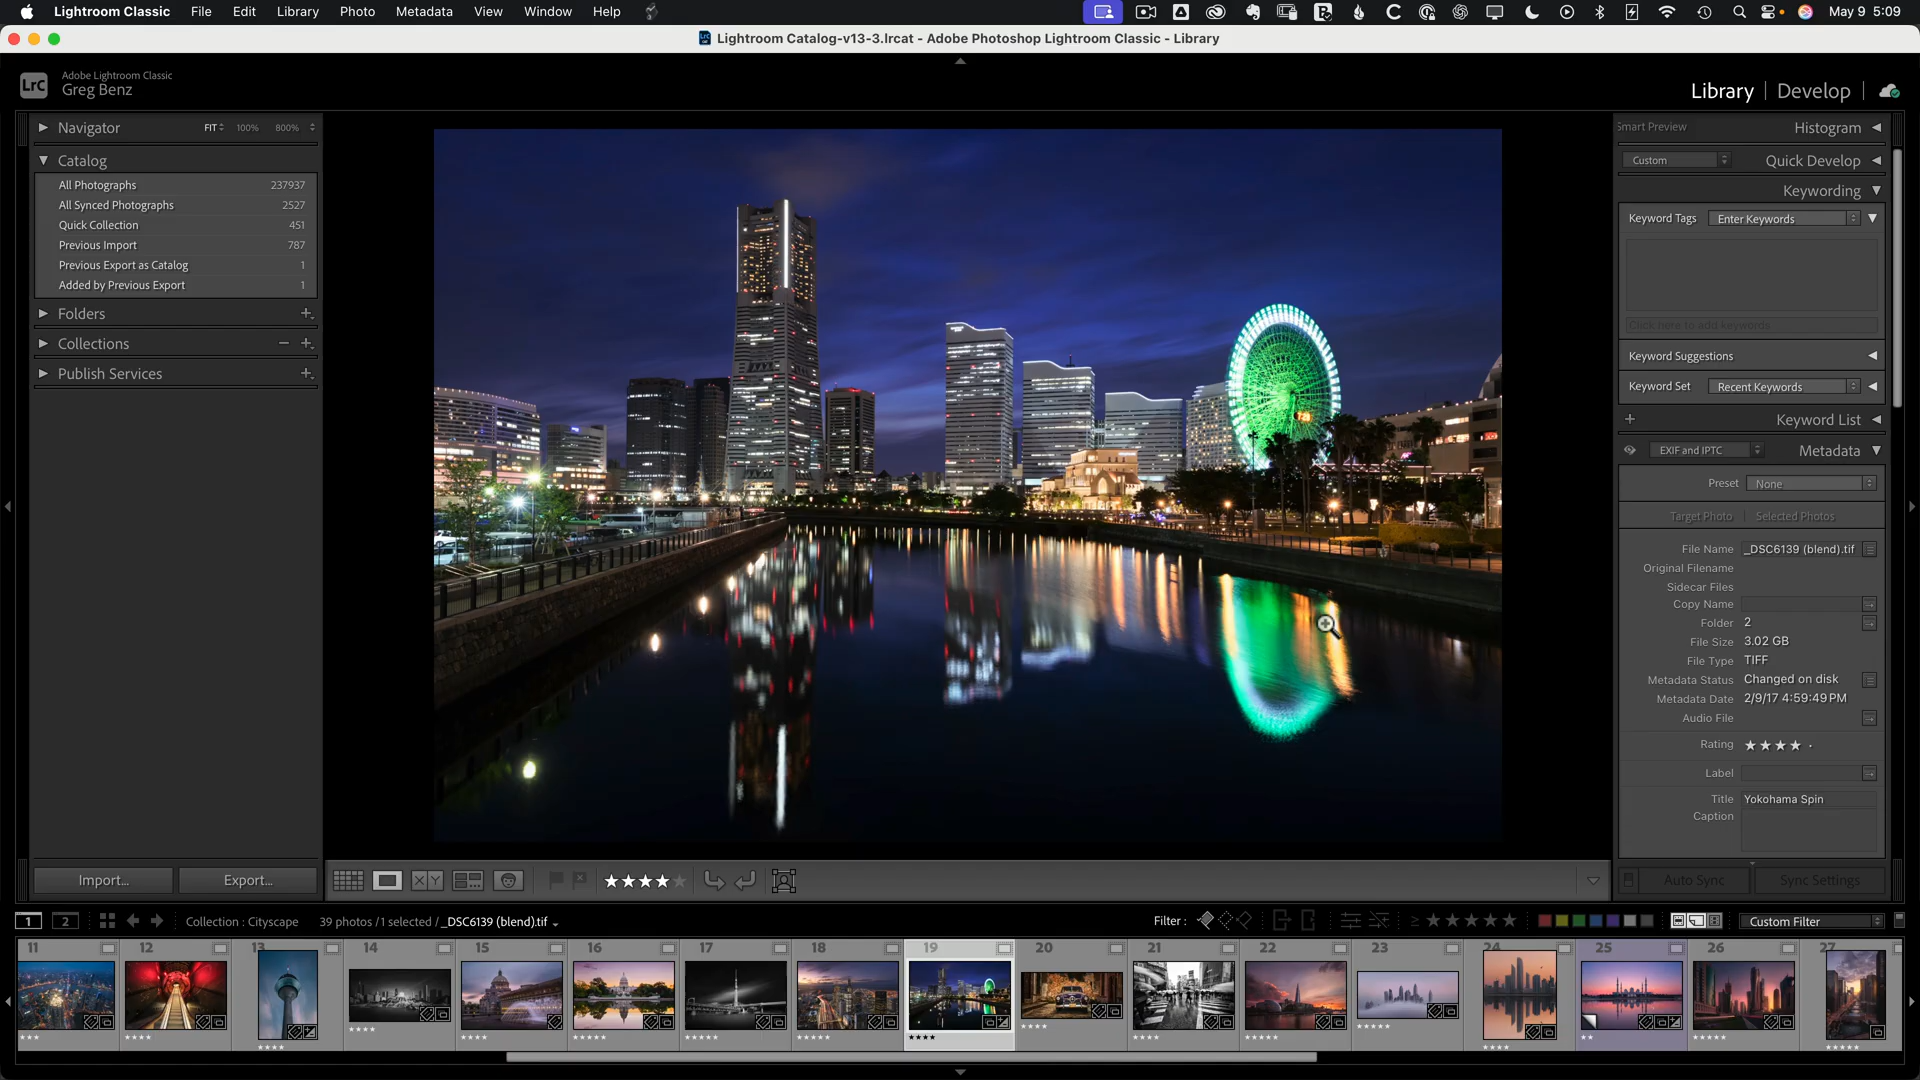 Lightroom Classic File Edit Library Photo Metadata View Window Help May 9 5:09
Lightroom Catalog-v13-3.lrcat - Adobe Photoshop Lightroom Classic - Library
LrC
Adobe Lightroom Classic
Greg Benz
Library | Develop
Navigator FIT 100% 800%
Catalog
All Photographs 237937
All Synced Photographs 2527
Quick Collection 451
Previous Import 787
Previous Export as Catalog 1
Added by Previous Export 1
Folders
Collections
Publish Services
Import... Export...
Smart Preview Histogram
Custom Quick Develop
Keywording
Keyword Tags Enter Keywords
Click here to add keywords
Keyword Suggestions
Keyword Set Recent Keywords
Keyword List
EXIF and IPTC Metadata
Preset None
Target Photo Selected Photos
File Name _DSC6139 (blend).tif
Original Filename
Sidecar Files
Copy Name
Folder 2
File Size 3.02 GB
File Type TIFF
Metadata Status Changed on disk
Metadata Date 2/9/17 4:59:49 PM
Audio File
Rating
Label
Title Yokohama Spin
Caption
Auto Sync Sync Settings
XY
1 2 Collection : Cityscape 39 photos /1 selected /_DSC6139 (blend).tif Filter : Custom Filter
11 12 13 14 15 16 17 18 19 20 21 22 23 24 25 26 27